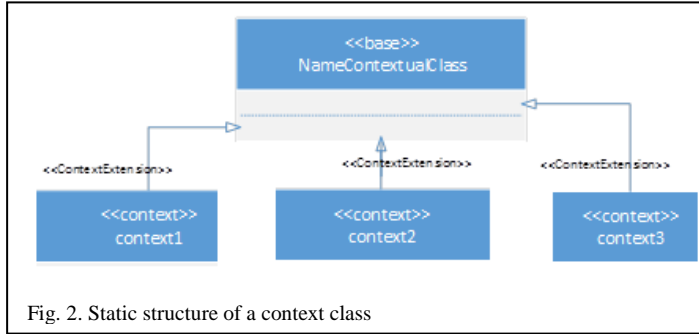 <<base>>
NameContextualClass
<<ContextExtension>>
<<ContextExtension>>
<<ContextExtension>>
<<context>>
context1
<<context>>
context2
<<context>>
context3
Fig. 2. Static structure of a context class